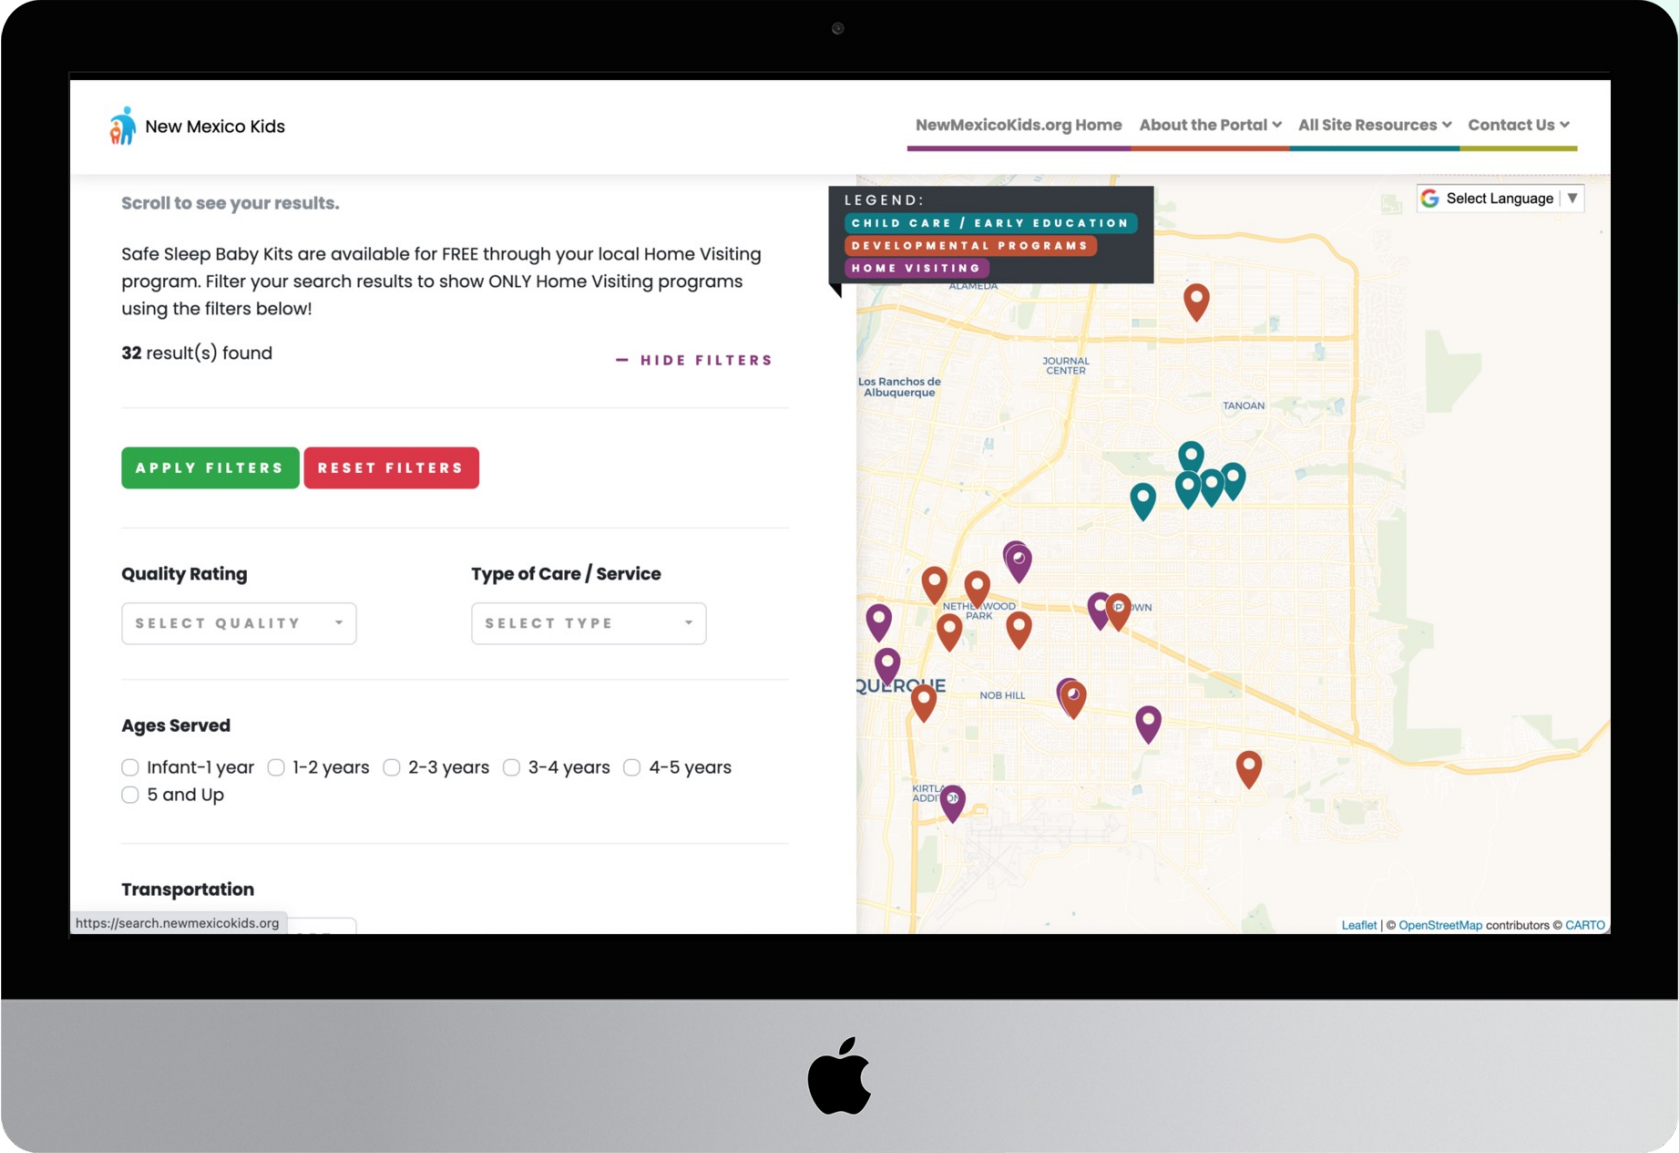 New Mexico Kids
NewMexicoKids.org Home
About the Portal
All Site Resources
Contact Us
Scroll to see your results.
Safe Sleep Baby Kits are available for FREE through your local Home Visiting
program. Filter your search results to show ONLY Home Visiting programs
using the filters below!
32 result(s) found
— HIDE FILTERS
APPLY FILTERS
RESET FILTERS
Quality Rating
Type of Care / Service
SELECT QUALITY
SELECT TYPE
Ages Served
Infant-1 year
1-2 years
2-3 years
3-4 years
4-5 years
5 and Up
Transportation
https://search.newmexicokids.org
LEGEND:
CHILD CARE / EARLY EDUCATION
DEVELOPMENTAL PROGRAMS
HOME VISITING
Select Language
ALAMEDA
JOURNAL
CENTER
Los Ranchos de
Albuquerque
TANOAN
PARK
QUERQUE
NOB HILL
Leaflet | © OpenStreetMap contributors © CARTO